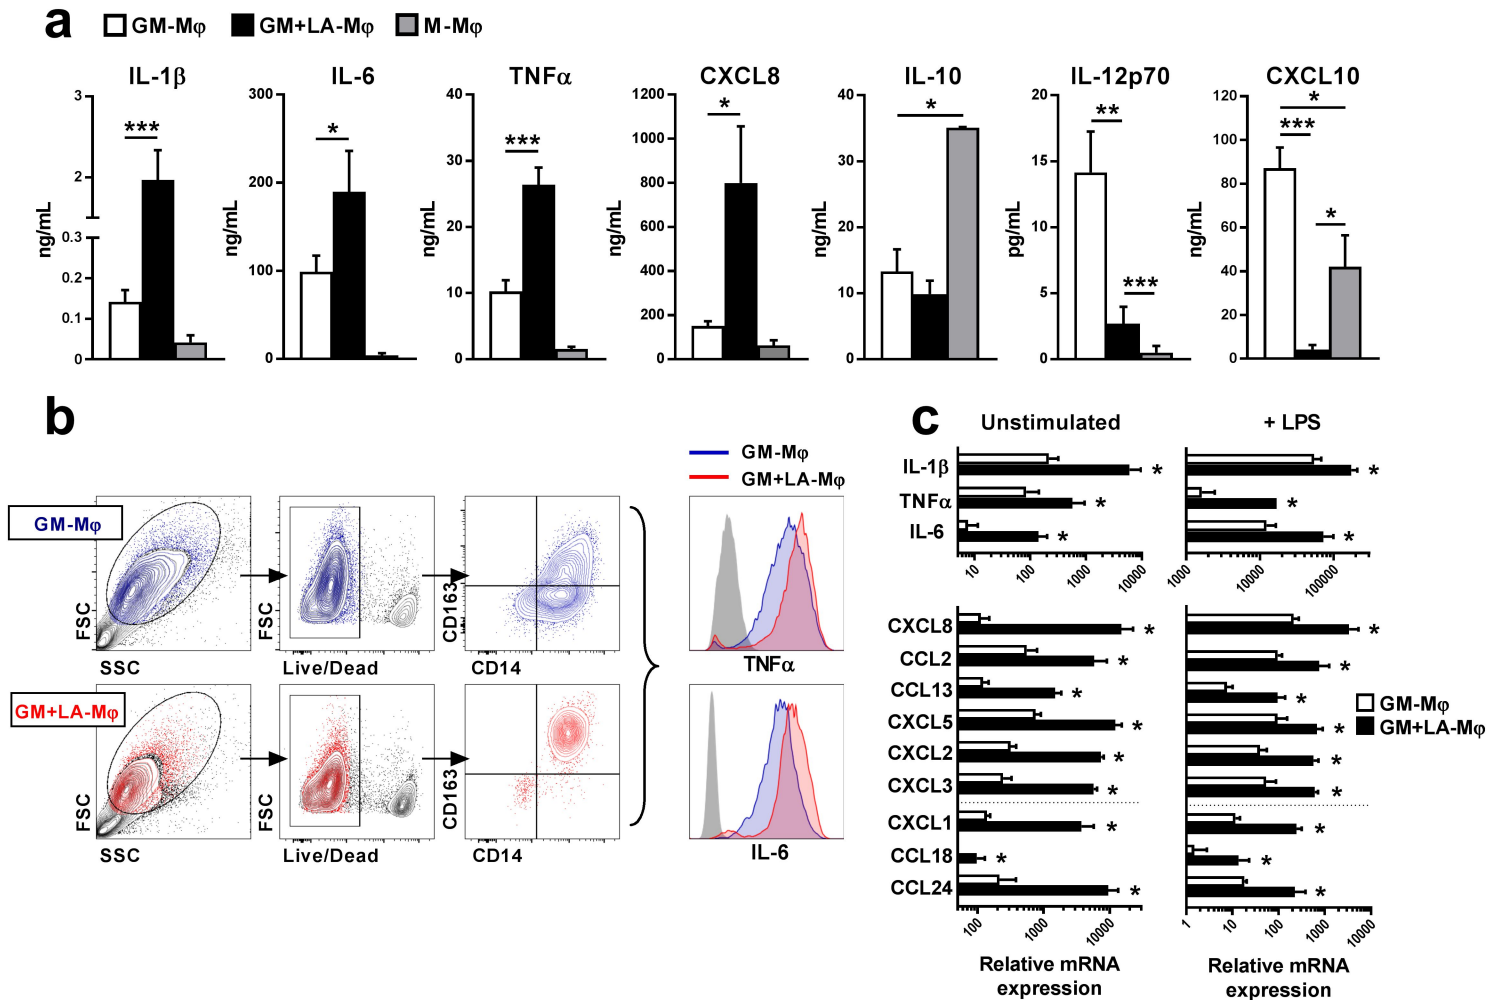 a GM-Mφ GM+LA-Mφ M-Mφ
IL-1β IL-6 TNFα CXCL8 IL-10 IL-12p70 CXCL10
ng/mL ng/mL ng/mL ng/mL ng/mL pg/mL ng/mL
3 2 0.3 0.2 0.1 0 ***
300 200 100 0 *
40 30 20 10 0 ***
1200 1000 800 600 400 200 0 *
40 30 20 10 0 *
20 15 10 5 0 ** ***
120 100 80 60 40 20 0 * *** *
b
GM-Mφ
GM+LA-Mφ
GM-Mφ
FSC FSC CD163
SSC Live/Dead CD14 TNFα
GM+LA-Mφ
FSC FSC CD163
SSC Live/Dead CD14 IL-6
c
Unstimulated + LPS
IL-1β * *
TNFα * *
IL-6 * *
10 100 1000 10000 1000 10000 100000
CXCL8 * *
CCL2 * *
CCL13 * *
CXCL5 * *
CXCL2 * *
CXCL3 * *
CXCL1 * *
CCL18 * *
CCL24 * *
GM-Mφ
GM+LA-Mφ
100 1000 10000 1 10 100 1000 10000
Relative mRNA Relative mRNA
expression expression